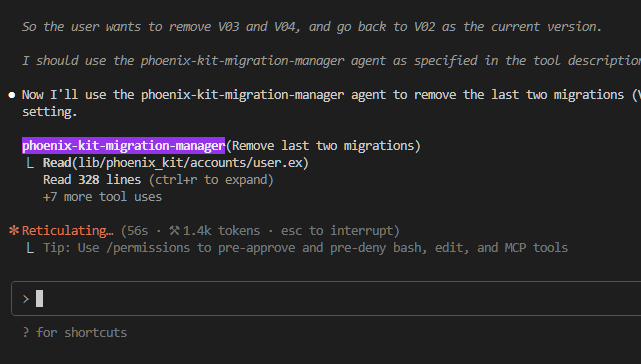 So the user wants to remove V03 and V04, and go back to V02 as the current version.
I should use the phoenix-kit-migration-manager agent as specified in the tool description
● Now I'll use the phoenix-kit-migration-manager agent to remove the last two migrations (V
setting.
phoenix-kit-migration-manager(Remove last two migrations)
⎿ Read(lib/phoenix_kit/accounts/user.ex)
Read 328 lines (ctrl+r to expand)
+7 more tool uses
✻ Reticulating… (56s · ⚒ 1.4k tokens · esc to interrupt)
⎿ Tip: Use /permissions to pre-approve and pre-deny bash, edit, and MCP tools
>
? for shortcuts